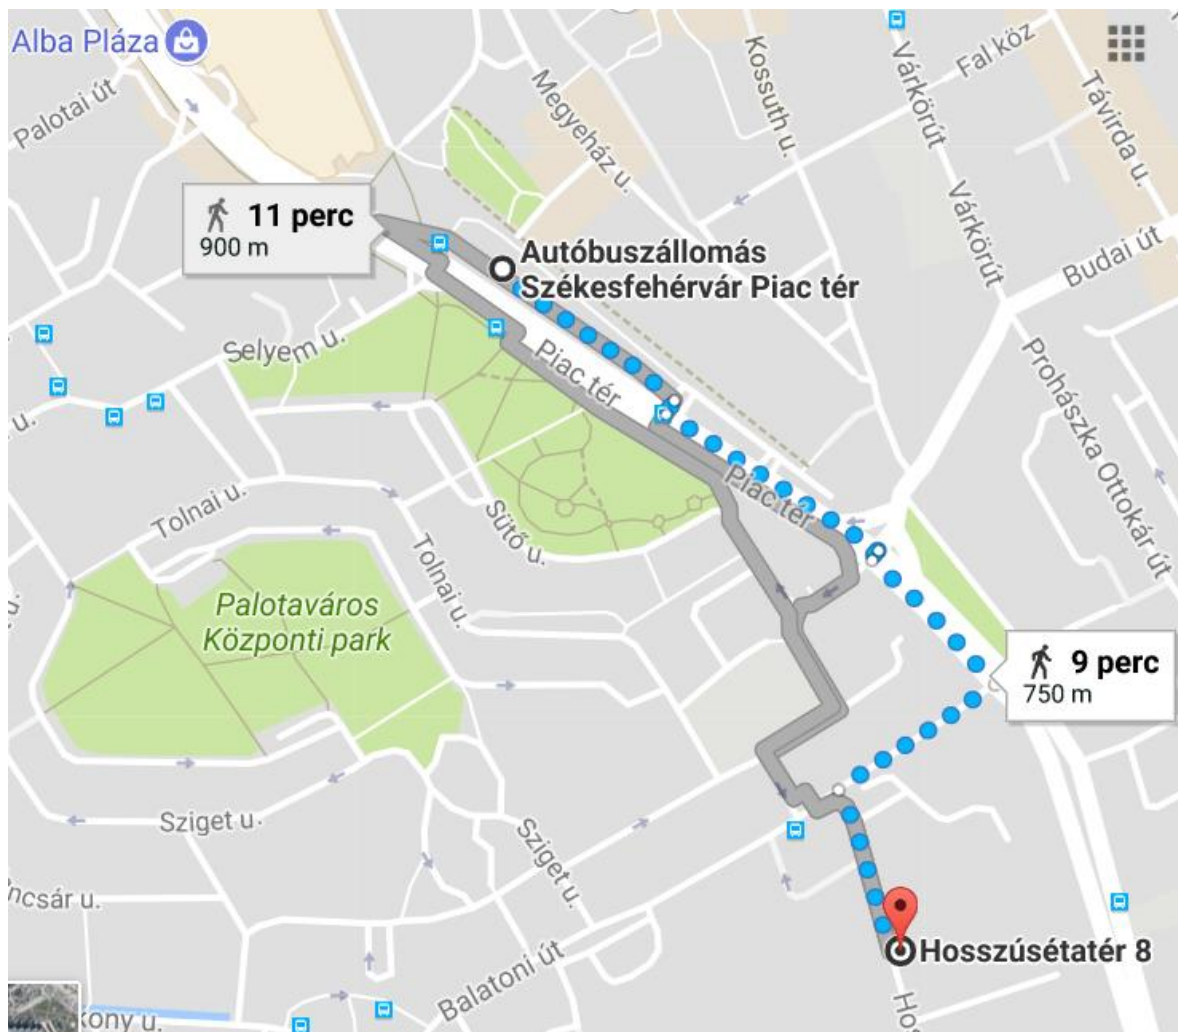 Alba Pláza
Palotai út
Megyeház u.
Kossuth u.
Várkörút
Fal köz
Távirda u.
11 perc
900 m
Várkörút
Budai út
Autóbuszállomás
Székesfehérvár Piac tér
Selyem u.
Piac tér
Prohászka Ottokár út
u.
Tolnai u.
Sütő u.
Piac tér
Tolnai u.
Palotaváros
Központi park
9 perc
750 m
Sziget u.
Sziget u.
ncsár u.
Balatoni út
Hosszúsétatér 8
kony u.
Hos